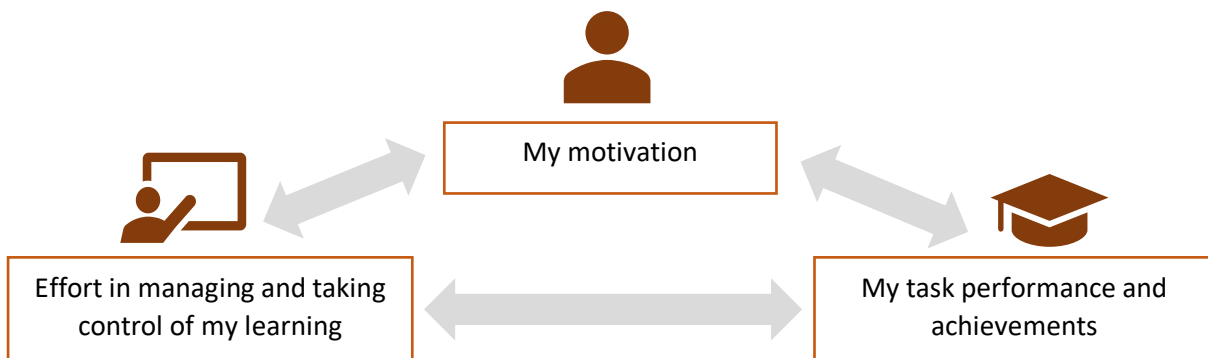 My motivation
Effort in managing and taking
control of my learning
My task performance and
achievements